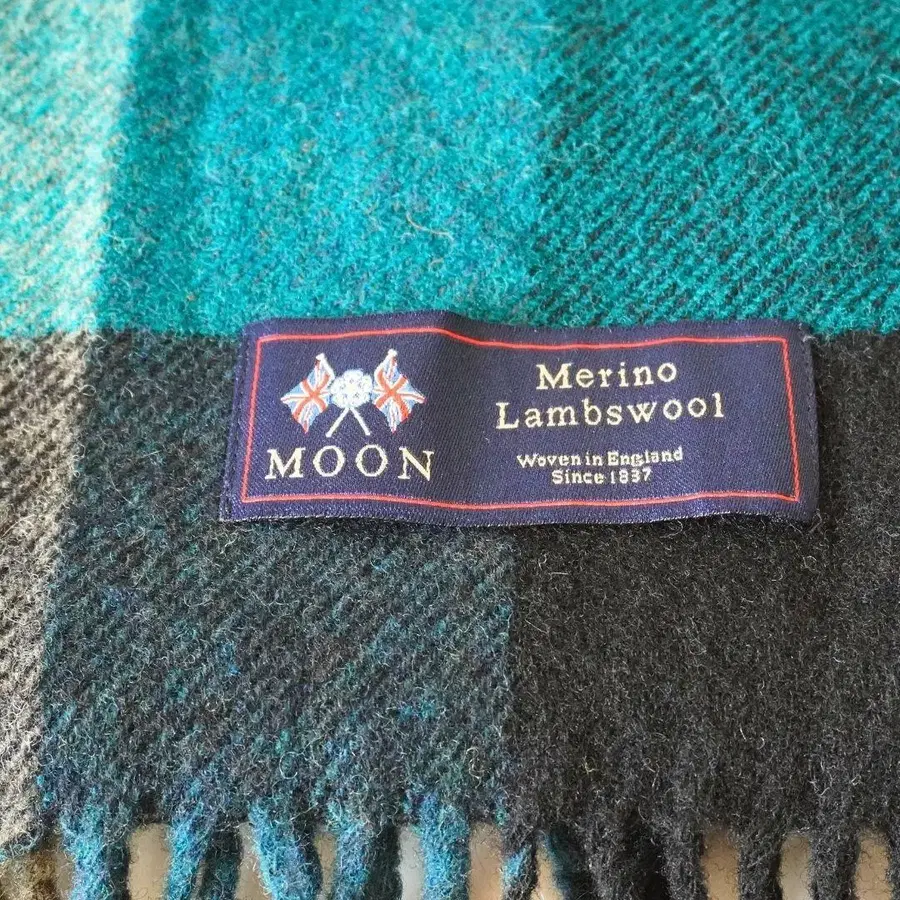 MOON
Merino
Lambswool
Woven in England
Since 1837